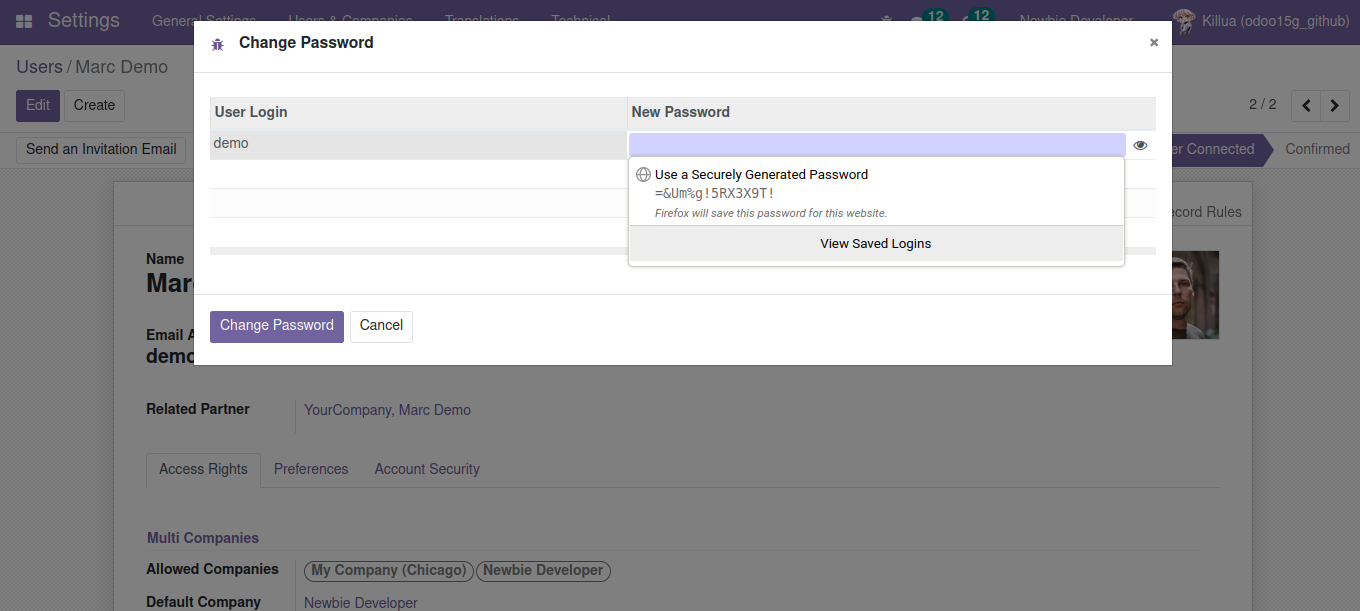 Settings General Settings Users & Companies Translations Technical 12 12 Newbie Developer Killua (odoo15g_github)
Change Password ×
Users / Marc Demo
Edit Create 2 / 2
User Login New Password
demo
Send an Invitation Email Connected Confirmed
Use a Securely Generated Password
=&Um%g!5RX3X9T!
Firefox will save this password for this website.
Rules
View Saved Logins
Name
Email
demo
Change Password Cancel
Related Partner YourCompany, Marc Demo
Access Rights Preferences Account Security
Multi Companies
Allowed Companies My Company (Chicago) Newbie Developer
Default Company Newbie Developer